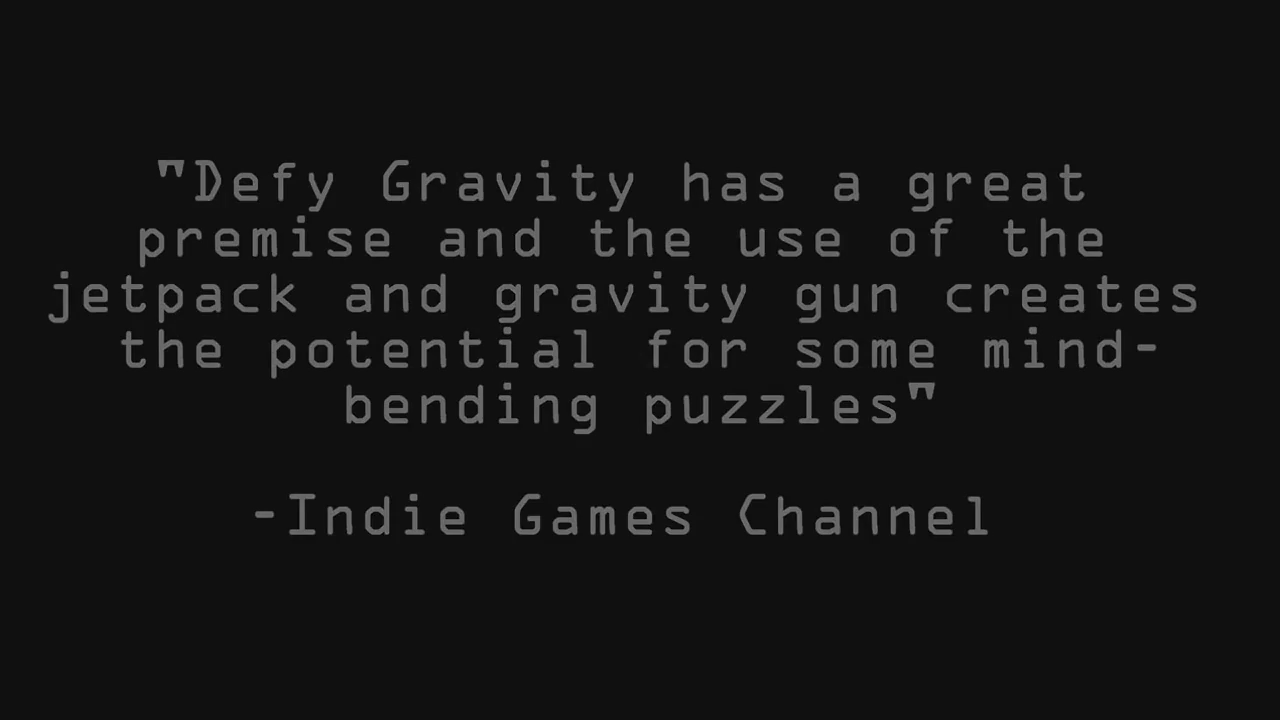 "Defy Gravity has a great
premise and the use of the
jetpack and gravity gun creates
the potential for some mind-
bending puzzles"
-Indie Games Channel